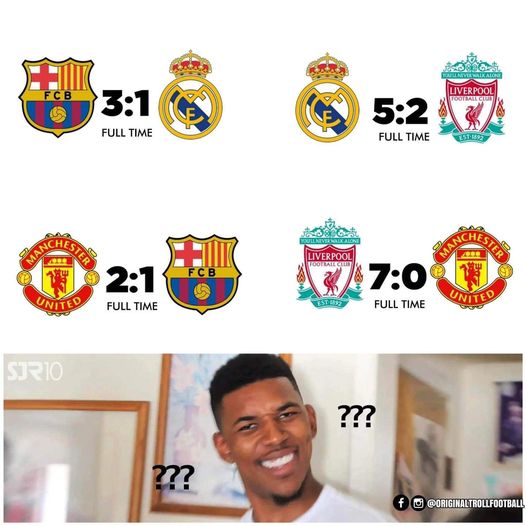 FCB
3:1
FULL TIME
5:2
FULL TIME
YOU'LL NEVER WALK ALONE
LIVERPOOL
FOOTBALL CLUB
EST·1892
MANCHESTER
UNITED
2:1
FULL TIME
FCB
YOU'LL NEVER WALK ALONE
LIVERPOOL
FOOTBALL CLUB
EST·1892
7:0
FULL TIME
MANCHESTER
UNITED
SJR10
???
???
@ORIGINALTROLLFOOTBALL